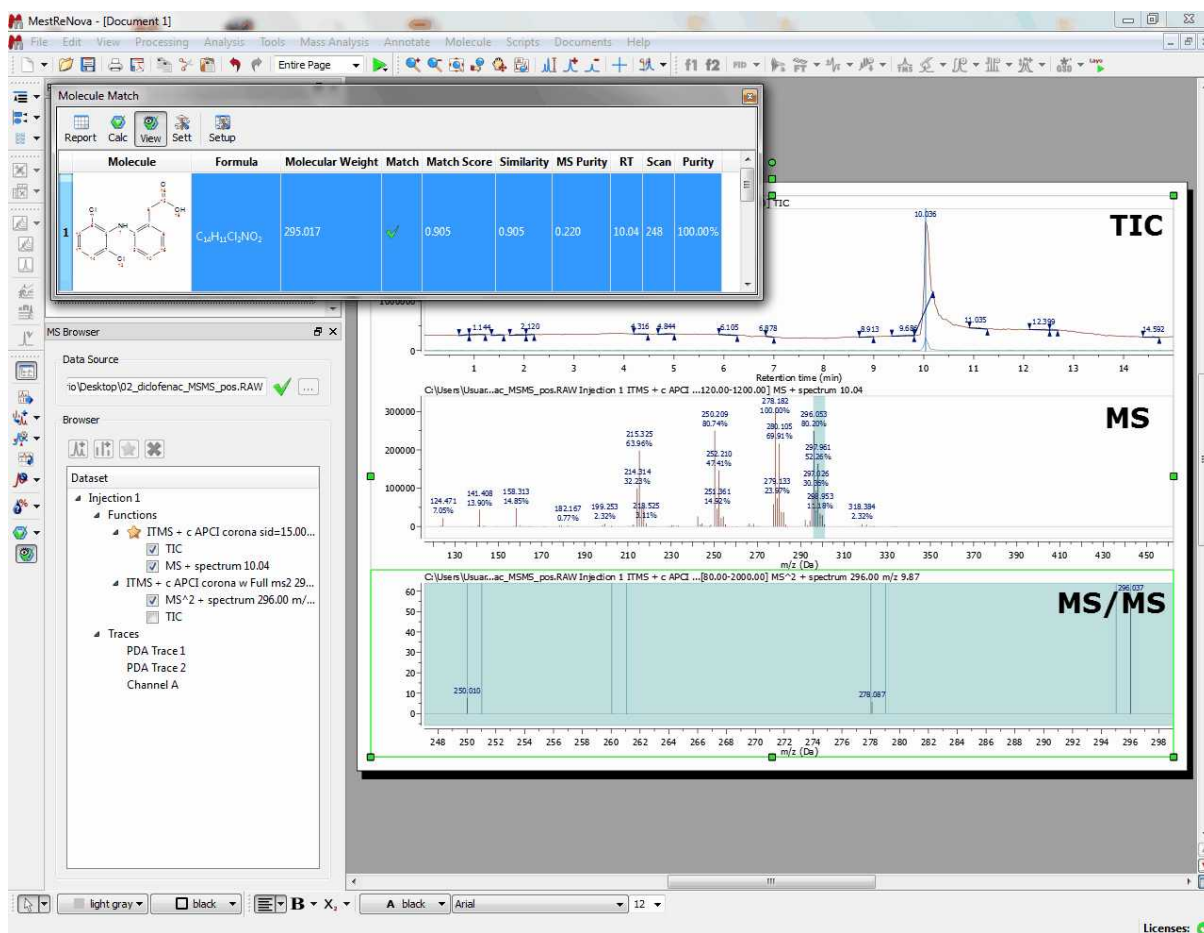 MestReNova - [Document 1]
File Edit View Processing Analysis Tools Mass Analysis Annotate Molecule Scripts Documents Help
Entire Page
f1 f2
Molecule Match
Report Calc View Sett Setup
Molecule Formula Molecular Weight Match Match Score Similarity MS Purity RT Scan Purity
1 C₁₄H₁₁Cl₂NO₂ 295.017 0.905 0.905 0.220 10.04 248 100.00%
Cl NH O OH Cl
TIC
TIC
10.036
1000000
0
1.144 2.120 4.316 4.844 6.105 6.878 8.913 9.686 11.035 12.399 14.592
1 2 3 4 5 6 7 8 9 10 11 12 13 14
Retention time (min)
MS Browser
Data Source
io\Desktop\02_diclofenac_MSMS_pos.RAW ...
Browser
Dataset
Injection 1
Functions
ITMS + c APCI corona sid=15.00...
TIC
MS + spectrum 10.04
ITMS + c APCI corona w Full ms2 29...
MS^2 + spectrum 296.00 m/...
TIC
Traces
PDA Trace 1
PDA Trace 2
Channel A
C:\Users\Usuar...ac_MSMS_pos.RAW Injection 1 ITMS + c APCI ...120.00-1200.00] MS + spectrum 10.04
MS
300000
200000
100000
0
124.471 7.05%
141.408 13.90%
158.313 14.85%
182.167 0.77%
199.253 2.32%
214.314 32.23%
215.325 63.96%
218.525 3.11%
250.209 80.74%
252.210 47.41%
251.361 14.92%
278.182 100.00%
280.105 69.91%
279.133 23.97%
296.053 80.20%
297.961 52.26%
297.026 30.36%
298.953 11.18%
318.384 2.32%
130 150 170 190 210 230 250 270 290 310 330 350 370 390 410 430 450
m/z (Da)
C:\Users\Usuar...ac_MSMS_pos.RAW Injection 1 ITMS + c APCI ...[80.00-2000.00] MS^2 + spectrum 296.00 m/z 9.87
MS/MS
60
50
40
30
20
10
0
250.010 278.087 296.037
248 250 252 254 256 258 260 262 264 266 268 270 272 274 276 278 280 282 284 286 288 290 292 294 296 298
m/z (Da)
light gray black B X₂ A black Arial 12
Licenses: